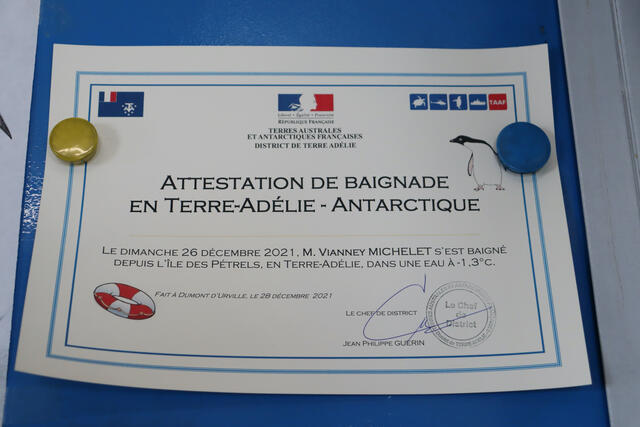 Liberté • Égalité • Fraternité
RÉPUBLIQUE FRANÇAISE
TAAF
TERRES AUSTRALES
ET ANTARCTIQUES FRANÇAISES
DISTRICT DE TERRE ADÉLIE
ATTESTATION DE BAIGNADE
EN TERRE-ADÉLIE - ANTARCTIQUE
LE DIMANCHE 26 DÉCEMBRE 2021, M. VIANNEY MICHELET S'EST BAIGNÉ
DEPUIS L'ÎLE DES PÉTRELS, EN TERRE-ADÉLIE, DANS UNE EAU À -1,3°C.
FAIT À DUMONT D'URVILLE, LE 28 DÉCEMBRE 2021
LE CHEF DE DISTRICT
Le Chef
de
District
JEAN PHILIPPE GUÉRIN